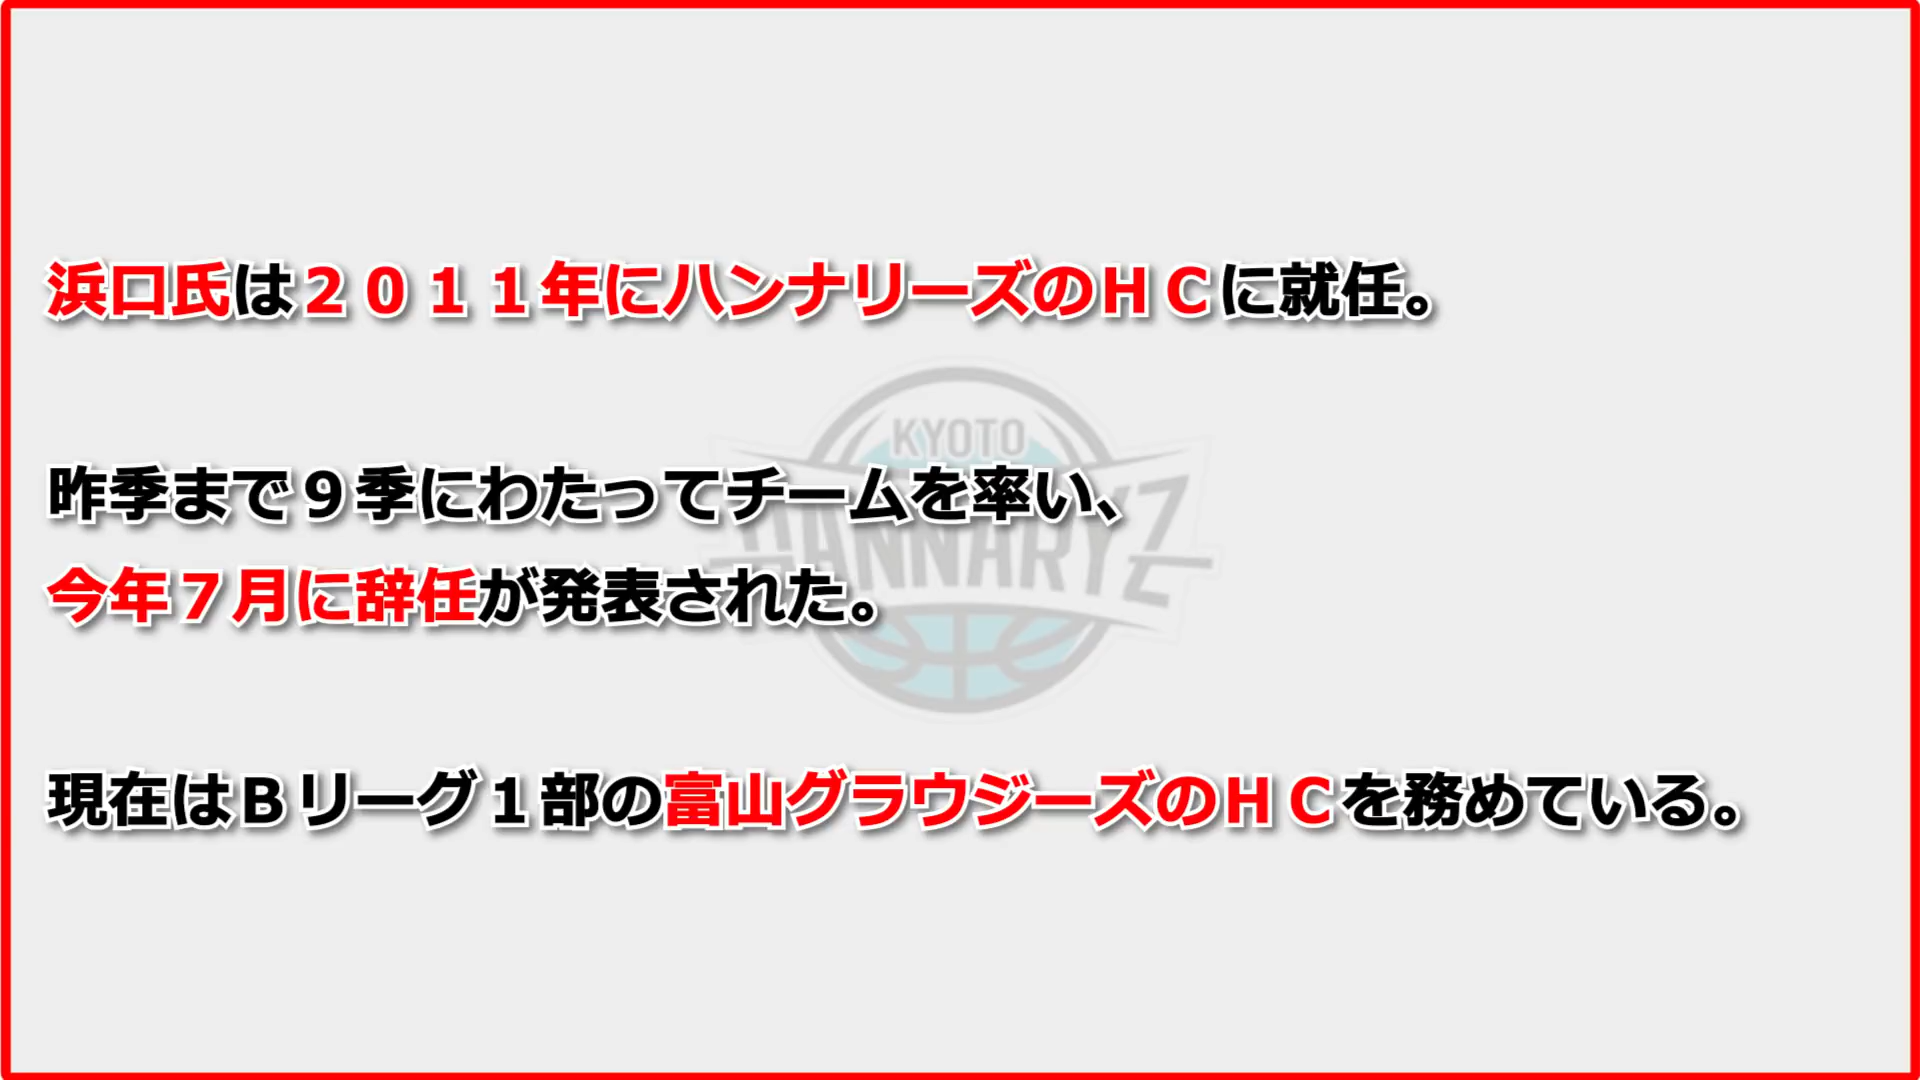 浜口氏は２０１１年にハンナリーズのＨＣに就任。
昨季まで９季にわたってチームを率い、
今年７月に辞任が発表された。
現在はＢリーグ１部の富山グラウジーズのＨＣを務めている。
KYOTO
HANNARYZ